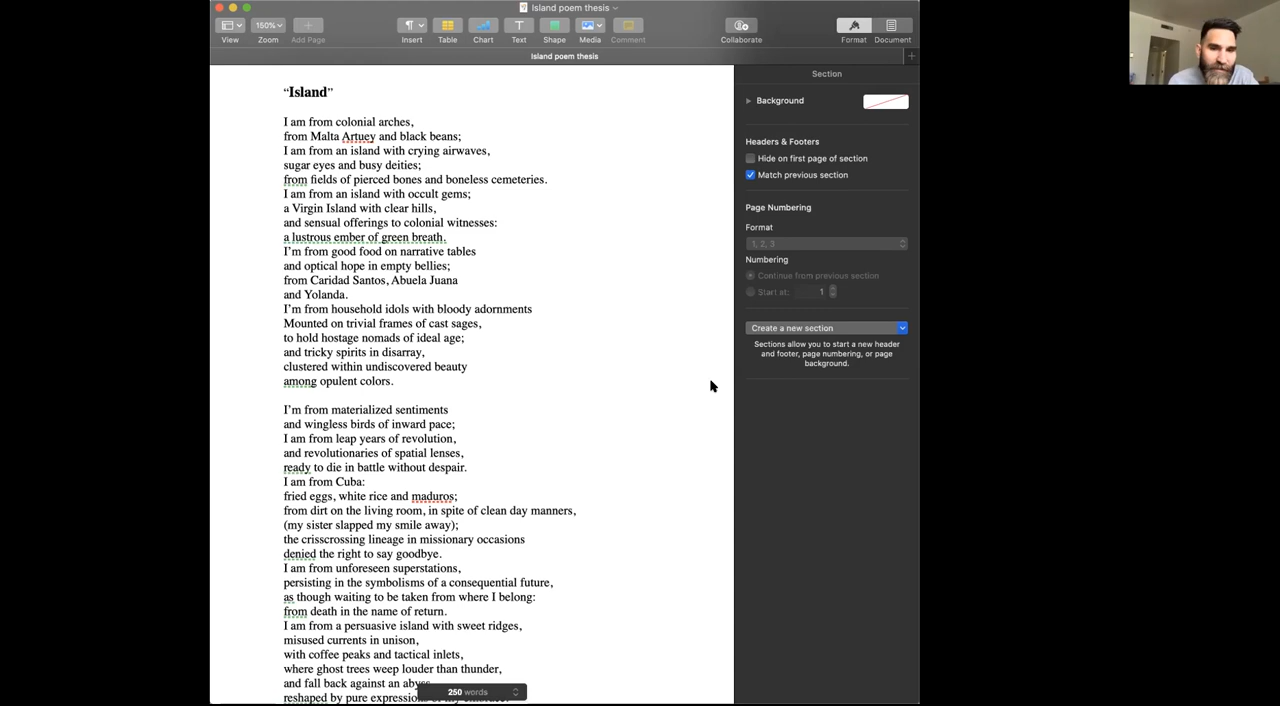 Island poem thesis
150%
View
Zoom
Add Page
Insert
Table
Chart
Text
Shape
Media
Comment
Collaborate
Format
Document
Island poem thesis
“Island”
I am from colonial arches,
from Malta Artuey and black beans;
I am from an island with crying airwaves,
sugar eyes and busy deities;
from fields of pierced bones and boneless cemeteries.
I am from an island with occult gems;
a Virgin Island with clear hills,
and sensual offerings to colonial witnesses:
a lustrous ember of green breath.
I’m from good food on narrative tables
and optical hope in empty bellies;
from Caridad Santos, Abuela Juana
and Yolanda.
I’m from household idols with bloody adornments
Mounted on trivial frames of cast sages,
to hold hostage nomads of ideal age;
and tricky spirits in disarray,
clustered within undiscovered beauty
among opulent colors.
I’m from materialized sentiments
and wingless birds of inward pace;
I am from leap years of revolution,
and revolutionaries of spatial lenses,
ready to die in battle without despair.
I am from Cuba:
fried eggs, white rice and maduros;
from dirt on the living room, in spite of clean day manners,
(my sister slapped my smile away);
the crisscrossing lineage in missionary occasions
denied the right to say goodbye.
I am from unforeseen superstations,
persisting in the symbolisms of a consequential future,
as though waiting to be taken from where I belong:
from death in the name of return.
I am from a persuasive island with sweet ridges,
misused currents in unison,
with coffee peaks and tactical inlets,
where ghost trees weep louder than thunder,
and fall back against an abyss
reshaped by pure expressions
250 words
Section
Background
Headers & Footers
Hide on first page of section
Match previous section
Page Numbering
Format
1, 2, 3
Numbering
Continue from previous section
Start at: 1
Create a new section
Sections allow you to start a new header
and footer, page numbering, or page
background.